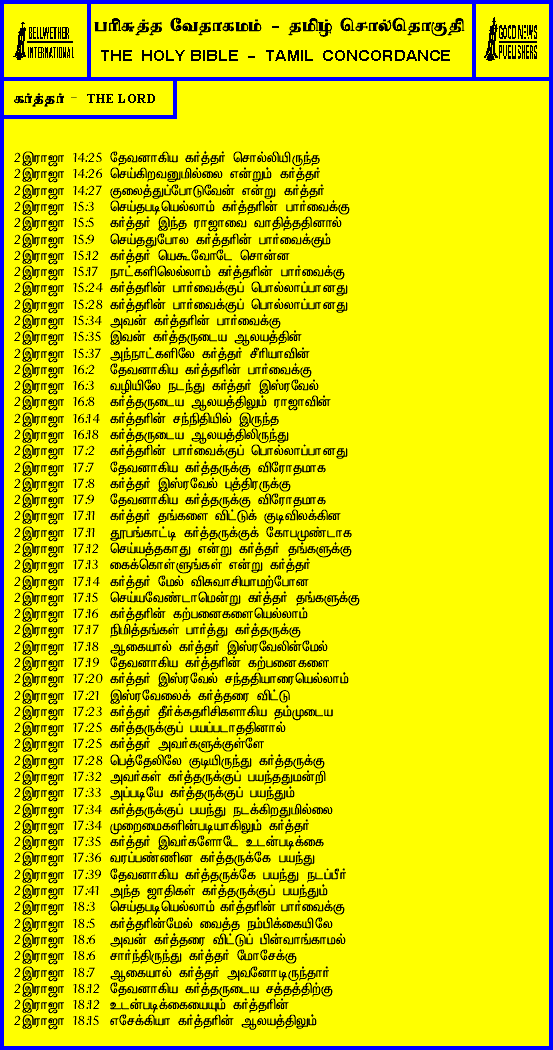 BELLWETHER
INTERNATIONAL
பரிசுத்த வேதாகமம் - தமிழ் சொல்தொகுதி
THE HOLY BIBLE - TAMIL CONCORDANCE
GOOD NEWS
PUBLISHERS
கர்த்தர் - THE LORD
2இராஜா 14:25 தேவனாகிய கர்த்தர் சொல்லியிருந்த
2இராஜா 14:26 செய்கிறவனுமில்லை என்றும் கர்த்தர்
2இராஜா 14:27 குலைத்துப்போடுவேன் என்று கர்த்தர்
2இராஜா 15:3 செய்தபடியெல்லாம் கர்த்தரின் பார்வைக்கு
2இராஜா 15:5 கர்த்தர் இந்த ராஜாவை வாதித்ததினால்
2இராஜா 15:9 செய்ததுபோல கர்த்தரின் பார்வைக்கும்
2இராஜா 15:12 கர்த்தர் யெகூவோடே சொன்ன
2இராஜா 15:17 நாட்களிலெல்லாம் கர்த்தரின் பார்வைக்கு
2இராஜா 15:24 கர்த்தரின் பார்வைக்குப் பொல்லாப்பானது
2இராஜா 15:28 கர்த்தரின் பார்வைக்குப் பொல்லாப்பானது
2இராஜா 15:34 அவன் கர்த்தரின் பார்வைக்கு
2இராஜா 15:35 இவன் கர்த்தருடைய ஆலயத்தின்
2இராஜா 15:37 அந்நாட்களிலே கர்த்தர் சீரியாவின்
2இராஜா 16:2 தேவனாகிய கர்த்தரின் பார்வைக்கு
2இராஜா 16:3 வழியிலே நடந்து கர்த்தர் இஸ்ரவேல்
2இராஜா 16:8 கர்த்தருடைய ஆலயத்திலும் ராஜாவின்
2இராஜா 16:14 கர்த்தரின் சந்நிதியில் இருந்த
2இராஜா 16:18 கர்த்தருடைய ஆலயத்திலிருந்து
2இராஜா 17:2 கர்த்தரின் பார்வைக்குப் பொல்லாப்பானது
2இராஜா 17:7 தேவனாகிய கர்த்தருக்கு விரோதமாக
2இராஜா 17:8 கர்த்தர் இஸ்ரவேல் புத்திரருக்கு
2இராஜா 17:9 தேவனாகிய கர்த்தருக்கு விரோதமாக
2இராஜா 17:11 கர்த்தர் தங்களை விட்டுக் குடிவிலக்கின
2இராஜா 17:11 தூபங்காட்டி கர்த்தருக்குக் கோபமுண்டாக
2இராஜா 17:12 செய்யத்தகாது என்று கர்த்தர் தங்களுக்கு
2இராஜா 17:13 கைக்கொள்ளுங்கள் என்று கர்த்தர்
2இராஜா 17:14 கர்த்தர் மேல் விசுவாசியாமற்போன
2இராஜா 17:15 செய்யவேண்டாமென்று கர்த்தர் தங்களுக்கு
2இராஜா 17:16 கர்த்தரின் கற்பனைகளையெல்லாம்
2இராஜா 17:17 நிமித்தங்கள் பார்த்து கர்த்தருக்கு
2இராஜா 17:18 ஆகையால் கர்த்தர் இஸ்ரவேலின்மேல்
2இராஜா 17:19 தேவனாகிய கர்த்தரின் கற்பனைகளை
2இராஜா 17:20 கர்த்தர் இஸ்ரவேல் சந்ததியாரையெல்லாம்
2இராஜா 17:21 இஸ்ரவேலைக் கர்த்தரை விட்டு
2இராஜா 17:23 கர்த்தர் தீர்க்கதரிசிகளாகிய தம்முடைய
2இராஜா 17:25 கர்த்தருக்குப் பயப்படாததினால்
2இராஜா 17:25 கர்த்தர் அவர்களுக்குள்ளே
2இராஜா 17:28 பெத்தேலிலே குடியிருந்து கர்த்தருக்கு
2இராஜா 17:32 அவர்கள் கர்த்தருக்குப் பயந்ததுமன்றி
2இராஜா 17:33 அப்படியே கர்த்தருக்குப் பயந்தும்
2இராஜா 17:34 கர்த்தருக்குப் பயந்து நடக்கிறதுமில்லை
2இராஜா 17:34 முறைமைகளின்படியாகிலும் கர்த்தர்
2இராஜா 17:35 கர்த்தர் இவர்களோடே உடன்படிக்கை
2இராஜா 17:36 வரப்பண்ணின கர்த்தருக்கே பயந்து
2இராஜா 17:39 தேவனாகிய கர்த்தருக்கே பயந்து நடப்பீர்
2இராஜா 17:41 அந்த ஜாதிகள் கர்த்தருக்குப் பயந்தும்
2இராஜா 18:3 செய்தபடியெல்லாம் கர்த்தரின் பார்வைக்கு
2இராஜா 18:5 கர்த்தரின்மேல் வைத்த நம்பிக்கையிலே
2இராஜா 18:6 அவன் கர்த்தரை விட்டுப் பின்வாங்காமல்
2இராஜா 18:6 சார்ந்திருந்து கர்த்தர் மோசேக்கு
2இராஜா 18:7 ஆகையால் கர்த்தர் அவனோடிருந்தார்
2இராஜா 18:12 தேவனாகிய கர்த்தருடைய சத்தத்திற்கு
2இராஜா 18:12 உடன்படிக்கையையும் கர்த்தரின்
2இராஜா 18:15 எசேக்கியா கர்த்தரின் ஆலயத்திலும்